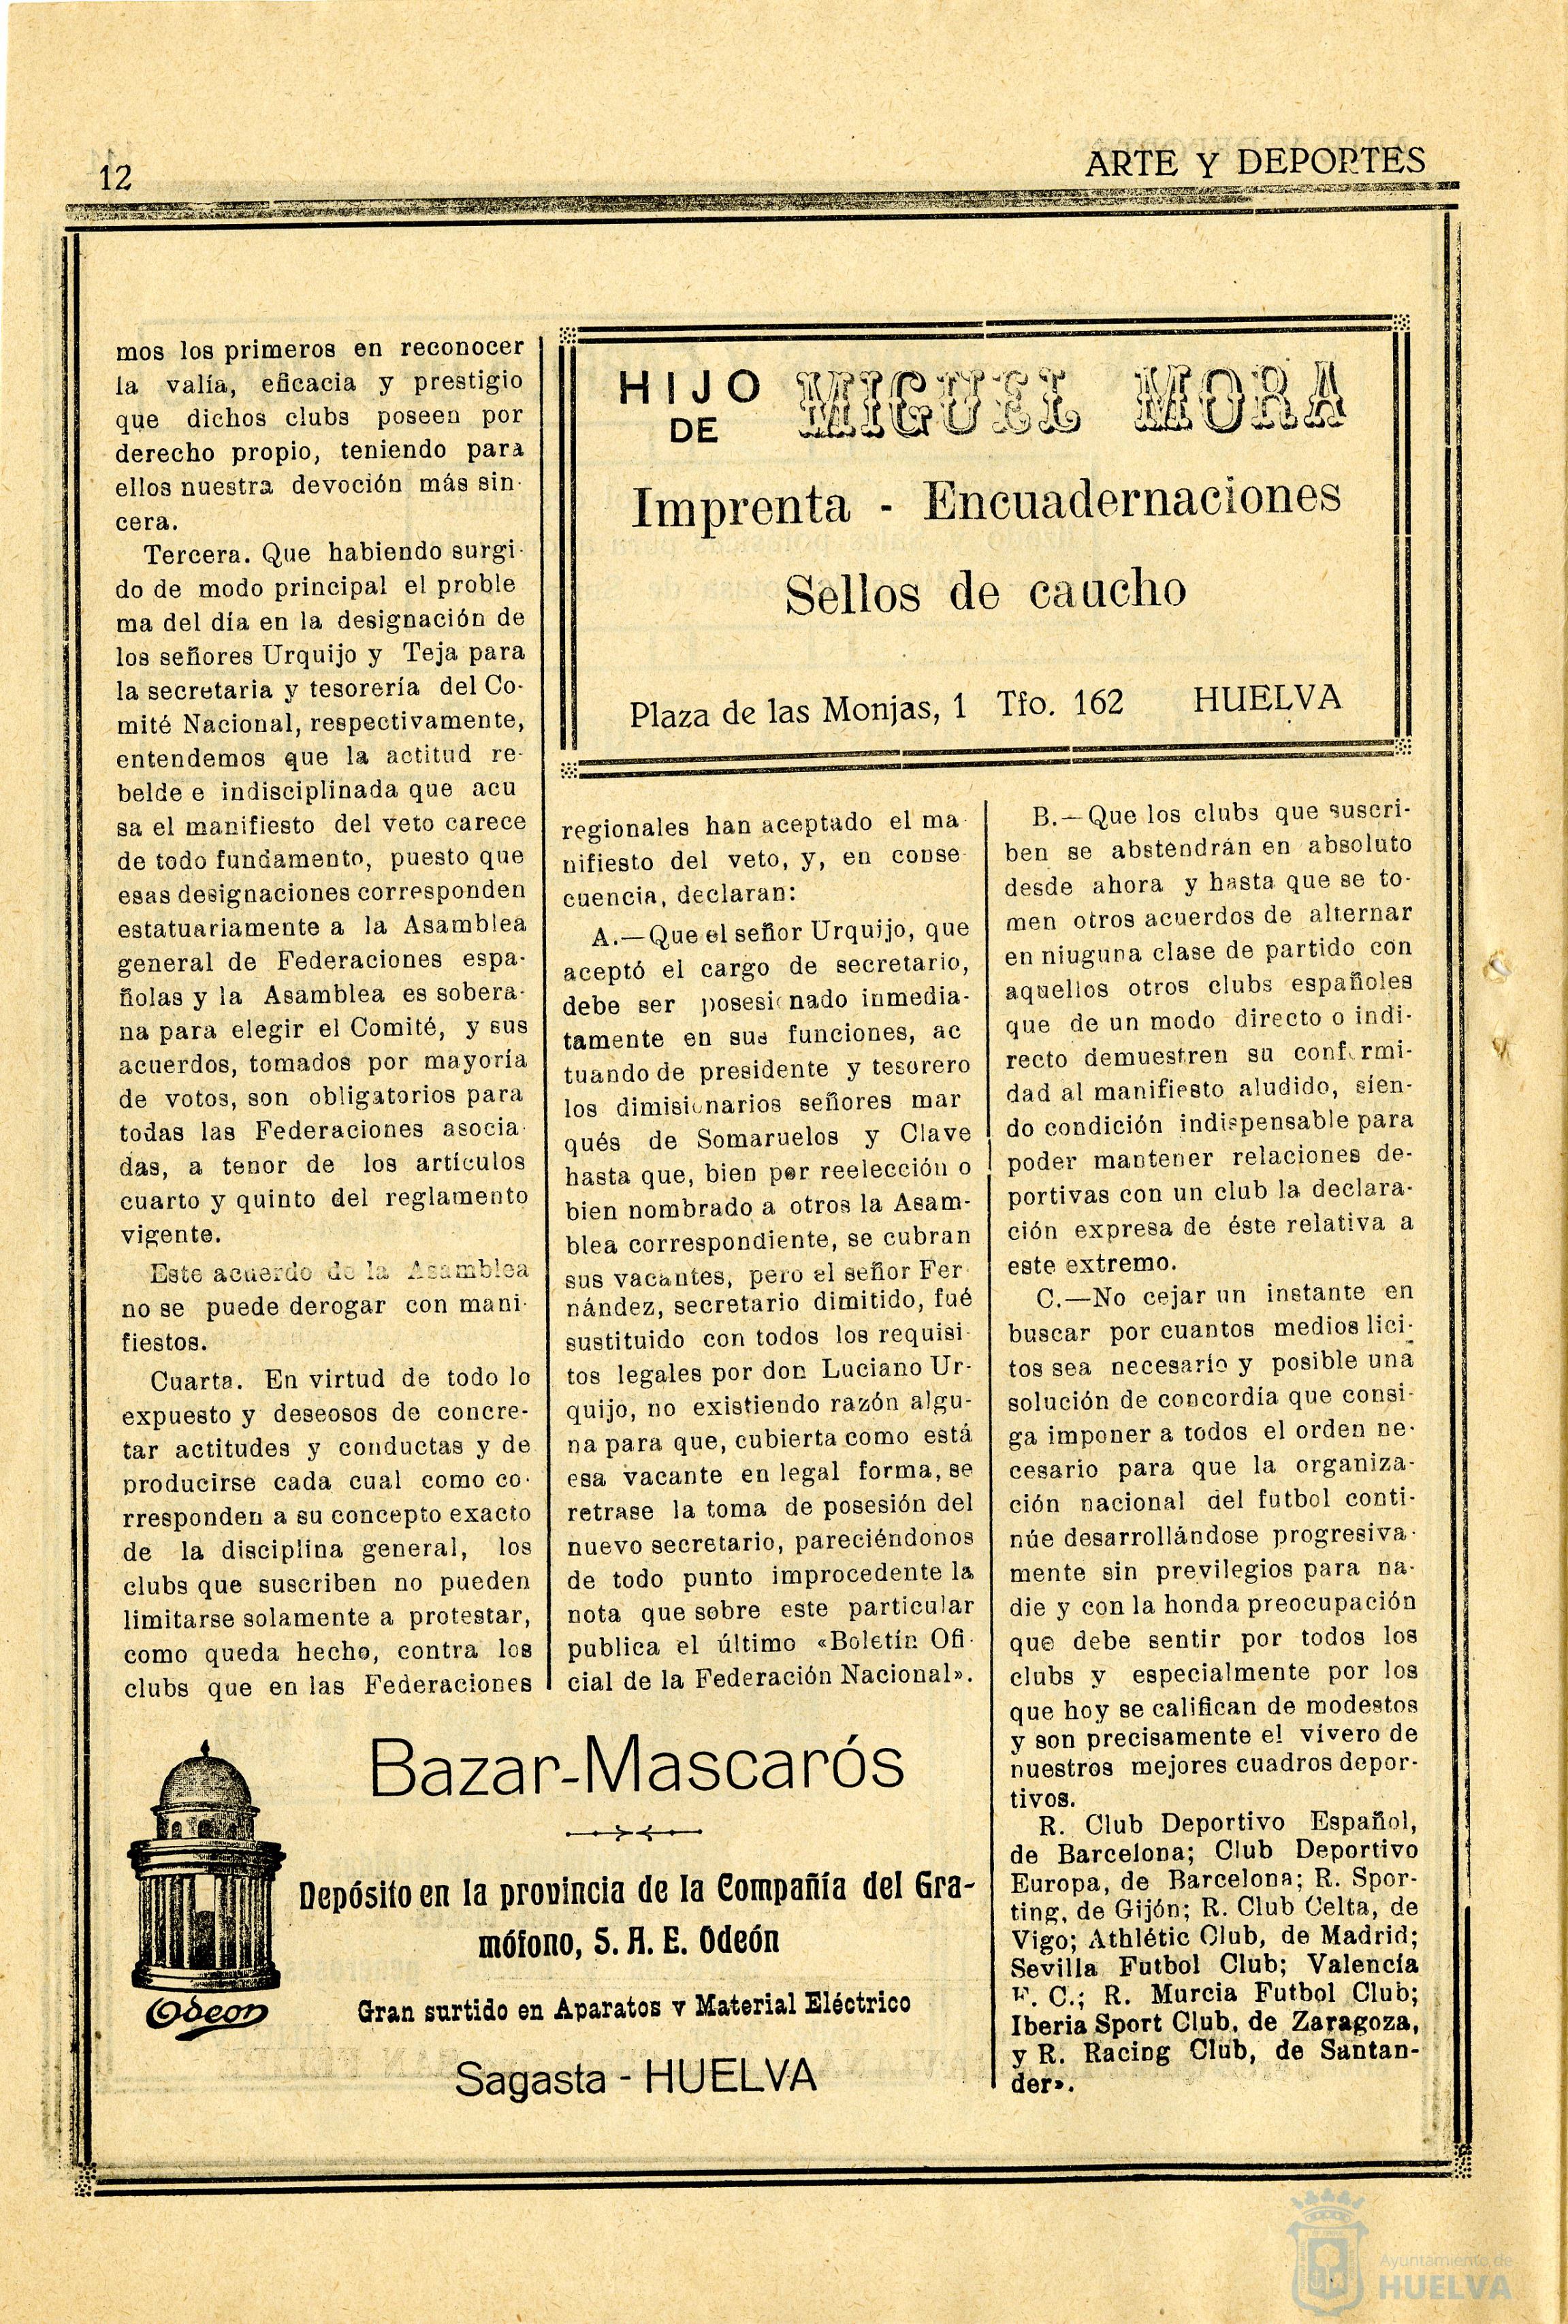 12
ARTE Y DEPORTES
mos los primeros en reconocer
la valía, eficacia y prestigio
que dichos clubs poseen por
derecho propio, teniendo para
ellos nuestra devoción más sin-
cera.
Tercera. Que habiendo surgi-
do de modo principal el proble
ma del día en la designación de
los señores Urquijo y Teja para
la secretaria y tesorería del Co-
mité Nacional, respectivamente,
entendemos que la actitud re-
belde e indisciplinada que acu
sa el manifiesto del veto carece
de todo fundamento, puesto que
esas designaciones corresponden
estatuariamente a la Asamblea
general de Federaciones espa-
ñolas y la Asamblea es sobera-
na para elegir el Comité, y sus
acuerdos, tomados por mayoría
de votos, son obligatorios para
todas las Federaciones asocia-
das, a tenor de los artículos
cuarto y quinto del reglamento
vigente.
Este acuerdo de la Asamblea
no se puede derogar con mani-
fiestos.
Cuarta. En virtud de todo lo
expuesto y deseosos de concre-
tar actitudes y conductas y de
producirse cada cual como co-
rresponden a su concepto exacto
de la disciplina general, los
clubs que suscriben no pueden
limitarse solamente a protestar,
como queda hecho, contra los
clubs que en las Federaciones
HIJO DE MIGUEL MORA
Imprenta - Encuadernaciones
Sellos de caucho
Plaza de las Monjas, 1 Tfo. 162 HUELVA
regionales han aceptado el ma-
nifiesto del veto, y, en conse-
cuencia, declaran:
A.—Que el señor Urquijo, que
aceptó el cargo de secretario,
debe ser posesionado inmedia-
tamente en sus funciones, ac
tuando de presidente y tesorero
los dimisionarios señores mar
qués de Somaruelos y Clave
hasta que, bien por reelección o
bien nombrado a otros la Asam-
blea correspondiente, se cubran
sus vacantes, pero el señor Fer-
nández, secretario dimitido, fué
sustituido con todos los requisi-
tos legales por don Luciano Ur-
quijo, no existiendo razón algu-
na para que, cubierta como está
esa vacante en legal forma, se
retrase la toma de posesión del
nuevo secretario, pareciéndonos
de todo punto improcedente la
nota que sobre este particular
publica el último «Boletín Ofi-
cial de la Federación Nacional».
B.—Que los clubs que suscri-
ben se abstendrán en absoluto
desde ahora y hasta que se to-
men otros acuerdos de alternar
en niuguna clase de partido con
aquellos otros clubs españoles
que de un modo directo o indi-
recto demuestren su conformi-
dad al manifiesto aludido, sien-
do condición indispensable para
poder mantener relaciones de-
portivas con un club la declara-
ción expresa de éste relativa a
este extremo.
C.—No cejar un instante en
buscar por cuantos medios lici-
tos sea necesario y posible una
solución de concordía que consi-
ga imponer a todos el orden ne-
cesario para que la organiza-
ción nacional del futbol conti-
núe desarrollándose progresiva-
mente sin previlegios para na-
die y con la honda preocupación
que debe sentir por todos los
clubs y especialmente por los
que hoy se califican de modestos
y son precisamente el vivero de
nuestros mejores cuadros depor-
tivos.
R. Club Deportivo Español,
de Barcelona; Club Deportivo
Europa, de Barcelona; R. Spor-
ting, de Gijón; R. Club Celta, de
Vigo; Athlétic Club, de Madrid;
Sevilla Futbol Club; Valencia
F. C.; R. Murcia Futbol Club;
Iberia Sport Club, de Zaragoza,
y R. Racing Club, de Santan-
der».
Bazar-Mascarós
Depósito en la provincia de la Compañía del Gra-
mófono, S. A. E. Odeón
Gran surtido en Aparatos y Material Eléctrico
Sagasta - HUELVA
Odeon
Ayuntamiento de
HUELVA